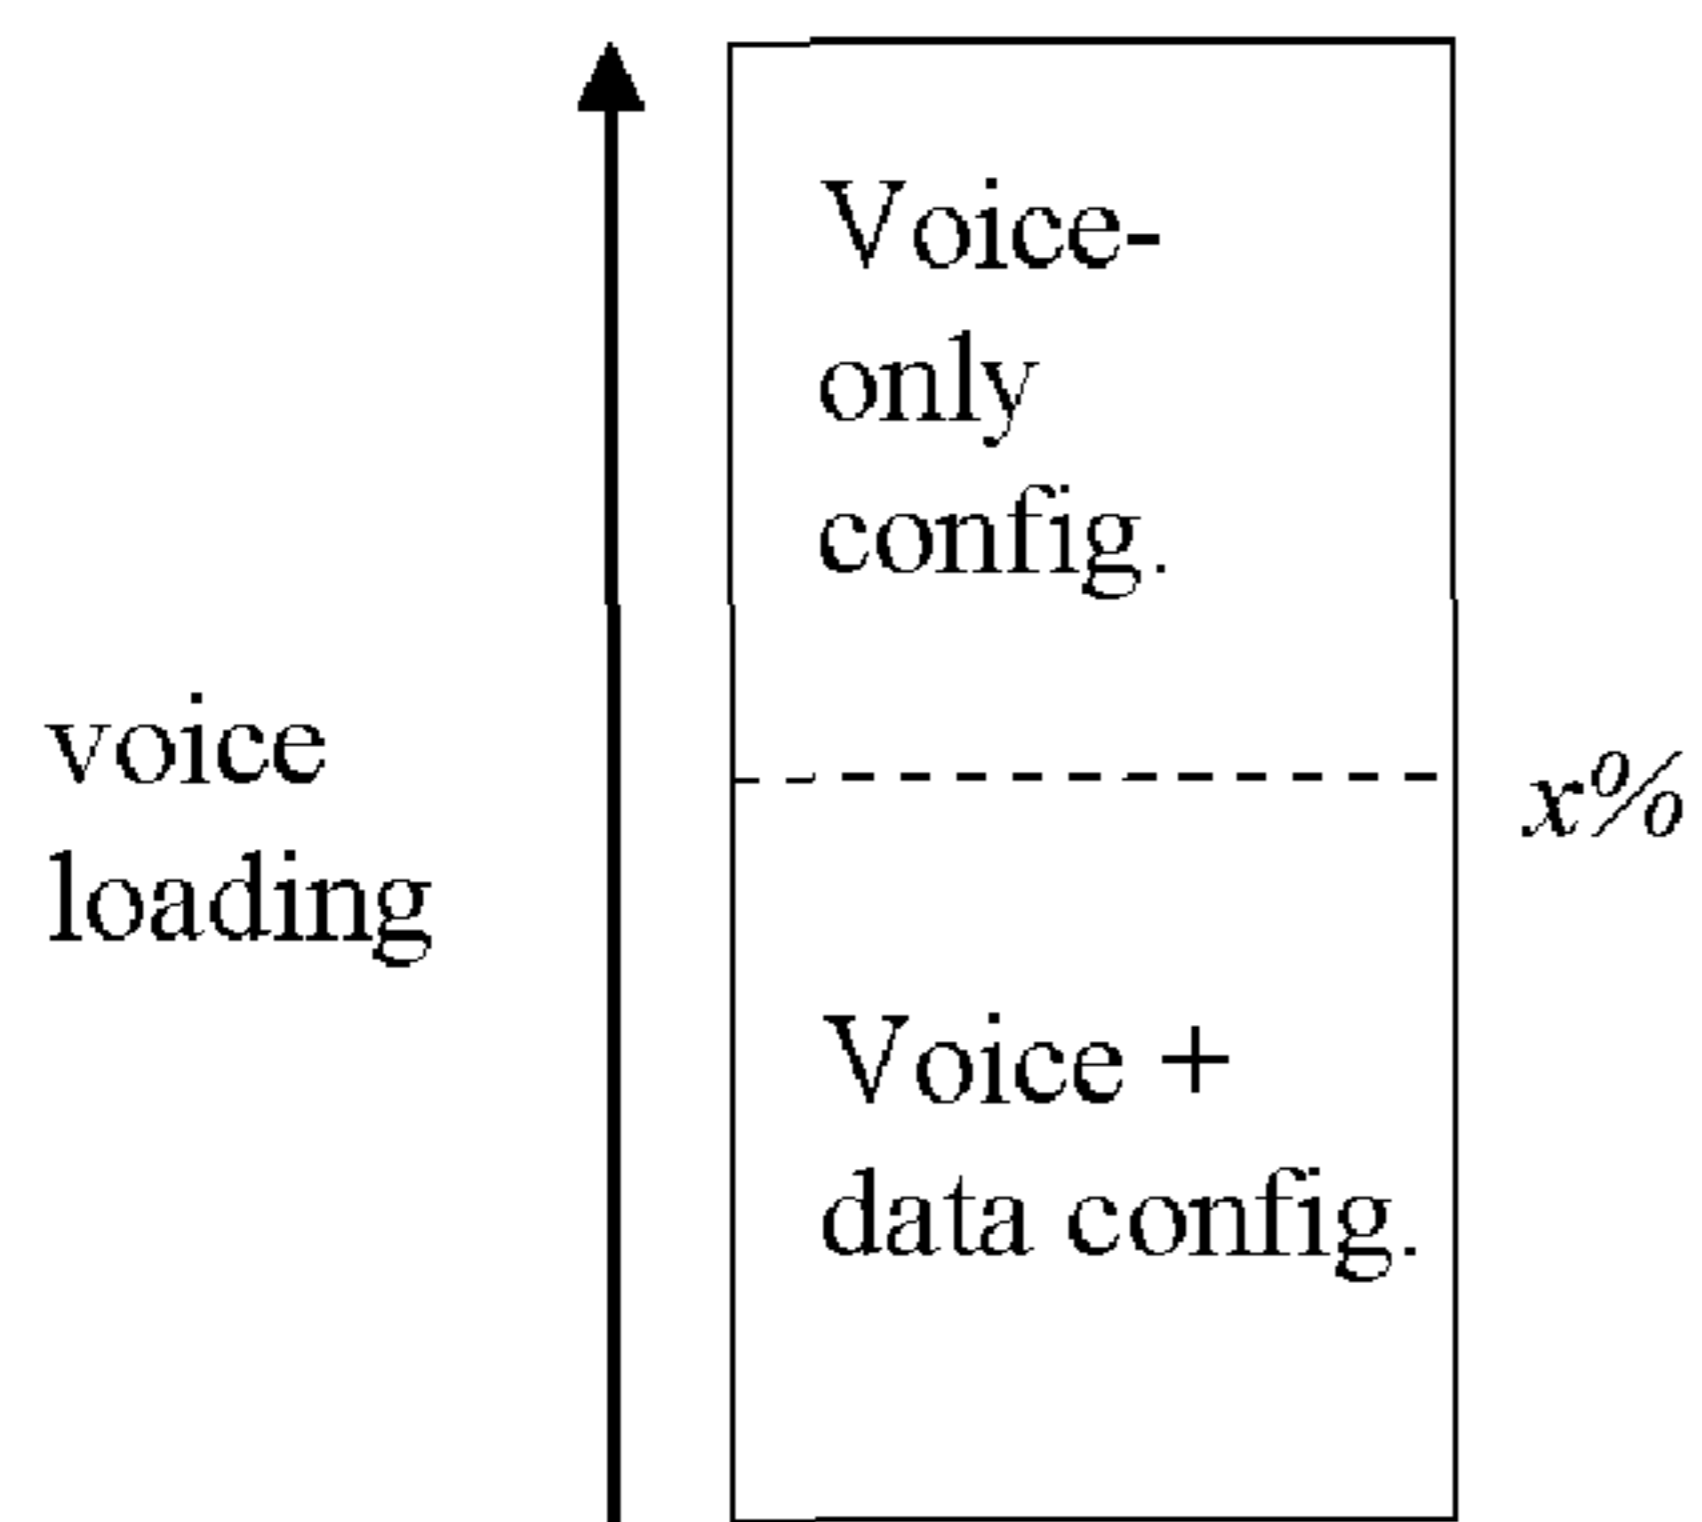 Voice-
only
config.
voice
loading
x%
Voice +
data config.